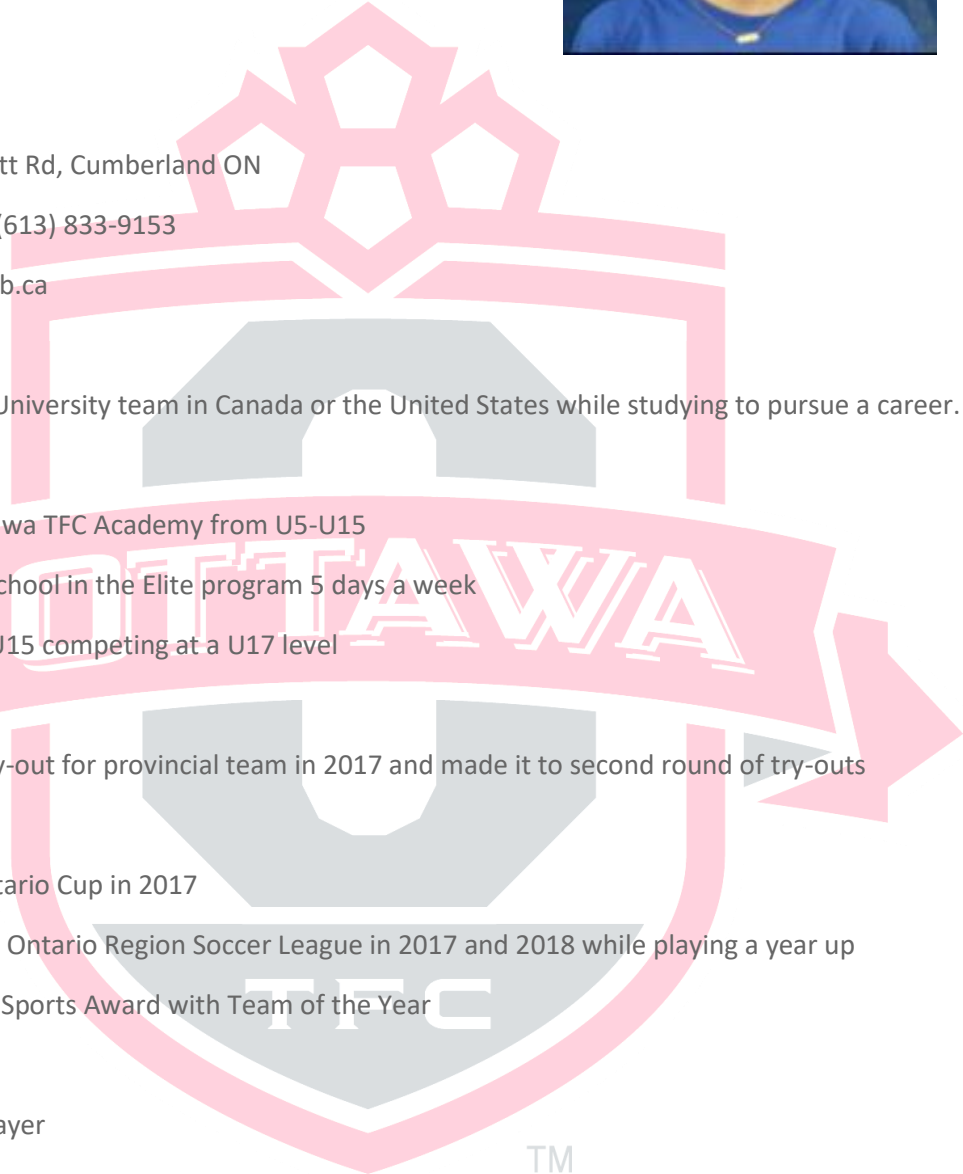 tt Rd, Cumberland ON
(613) 833-9153
b.ca
University team in Canada or the United States while studying to pursue a career.
wa TFC Academy from U5-U15
chool in the Elite program 5 days a week
U15 competing at a U17 level
OTTAWA
y-out for provincial team in 2017 and made it to second round of try-outs
tario Cup in 2017
Ontario Region Soccer League in 2017 and 2018 while playing a year up
Sports Award with Team of the Year
TFC
ayer
TM